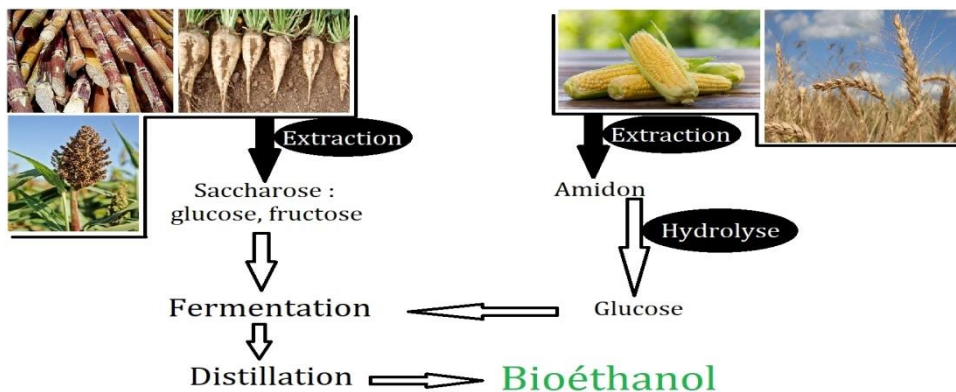 Extraction
Saccharose :
glucose, fructose
Extraction
Amidon
Hydrolyse
Glucose
Fermentation
Distillation
Bioéthanol